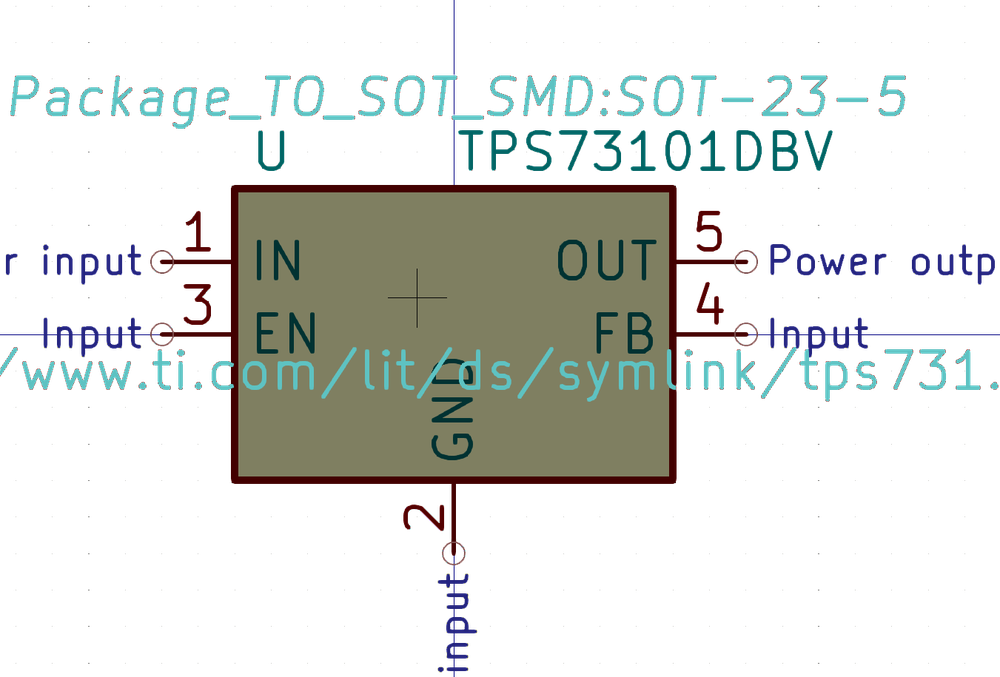 Package_TO_SOT_SMD:SOT-23-5
U TPS73101DBV
1 5
r input IN OUT Power outp
3 4
Input EN FB Input
/www.ti.com/lit/ds/symlink/tps731.
GND
2
input